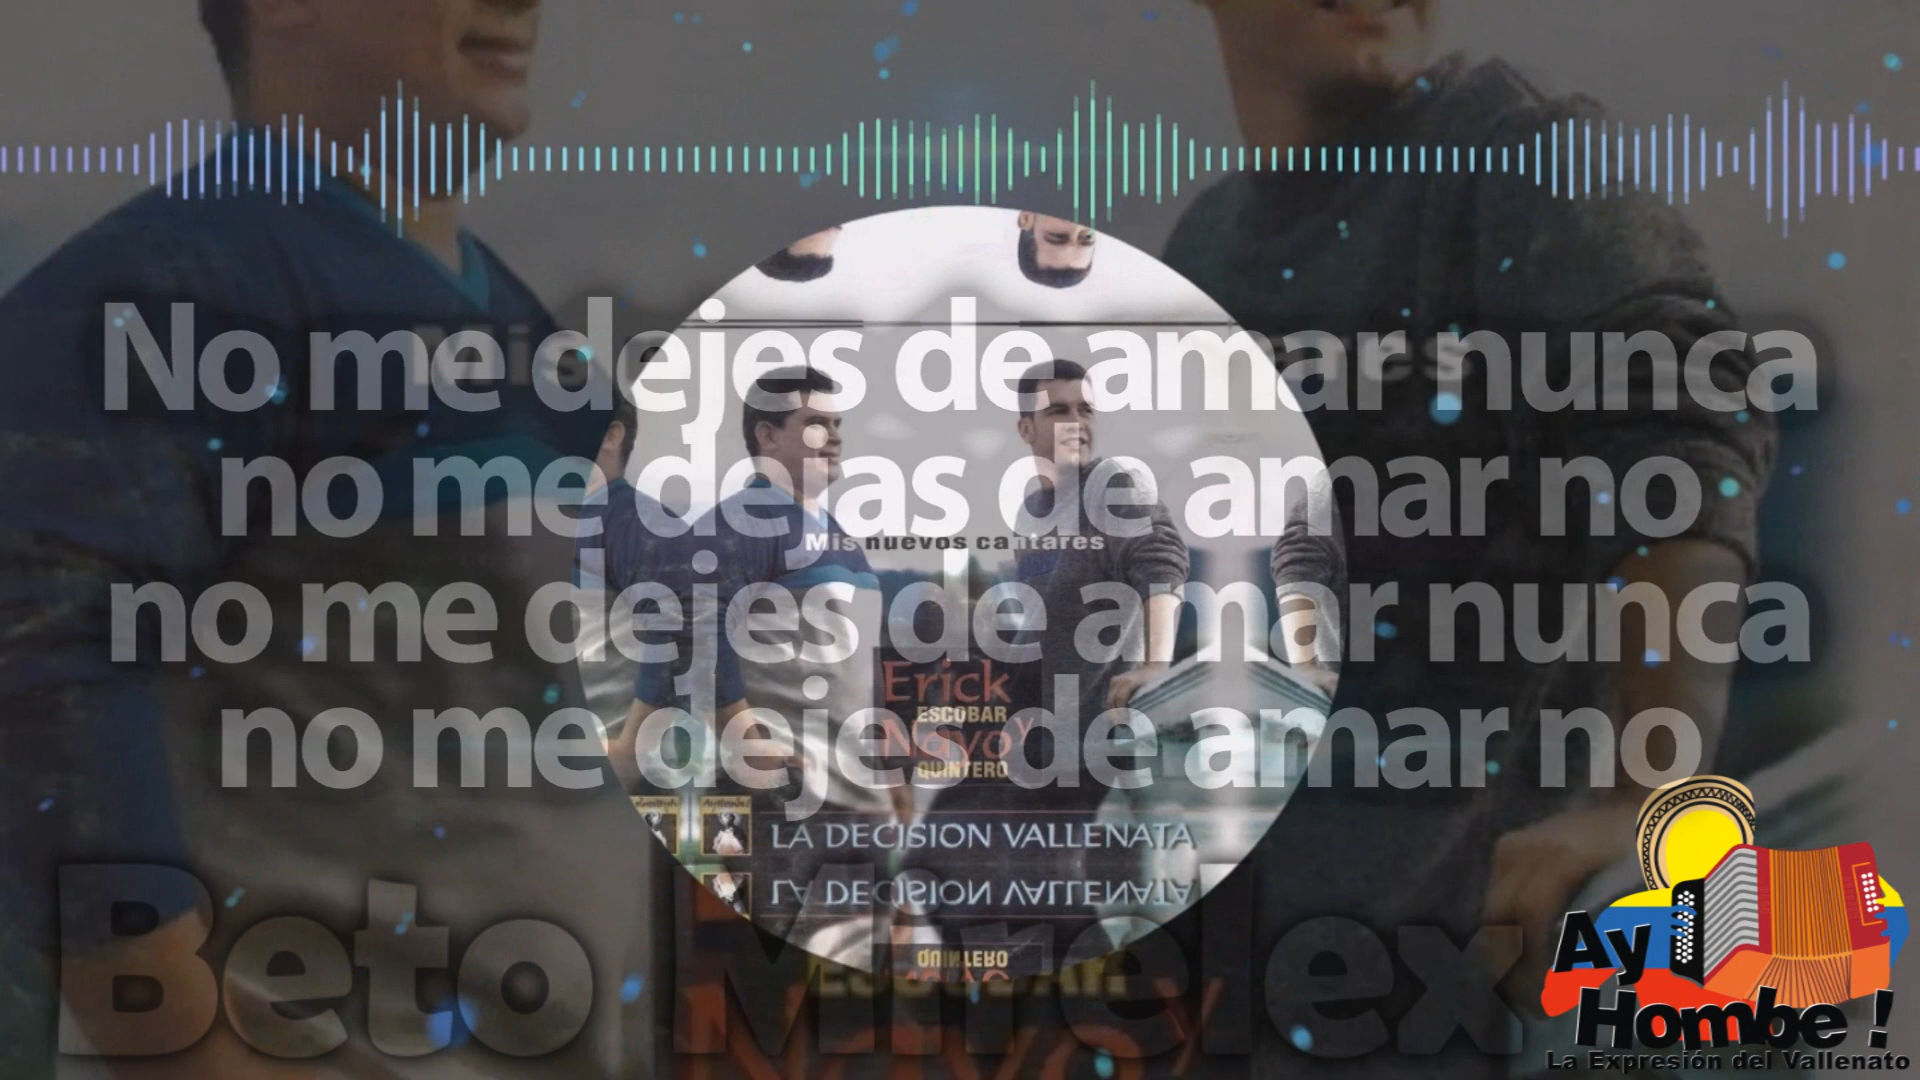 No me dejes de amar nunca
no me dejas de amar no
no me dejes de amar nunca
no me dejes de amar no
Mis nuevos cantares
Erick
ESCOBAR
y
Nayo
QUINTERO
LA DECISION VALLENATA
Beto Mirelex
Ay
Hombe !
La Expresión del Vallenato